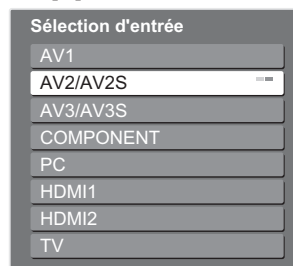 Sélection d'entrée
AV1
AV2/AV2S
AV3/AV3S
COMPONENT
PC
HDMI1
HDMI2
TV